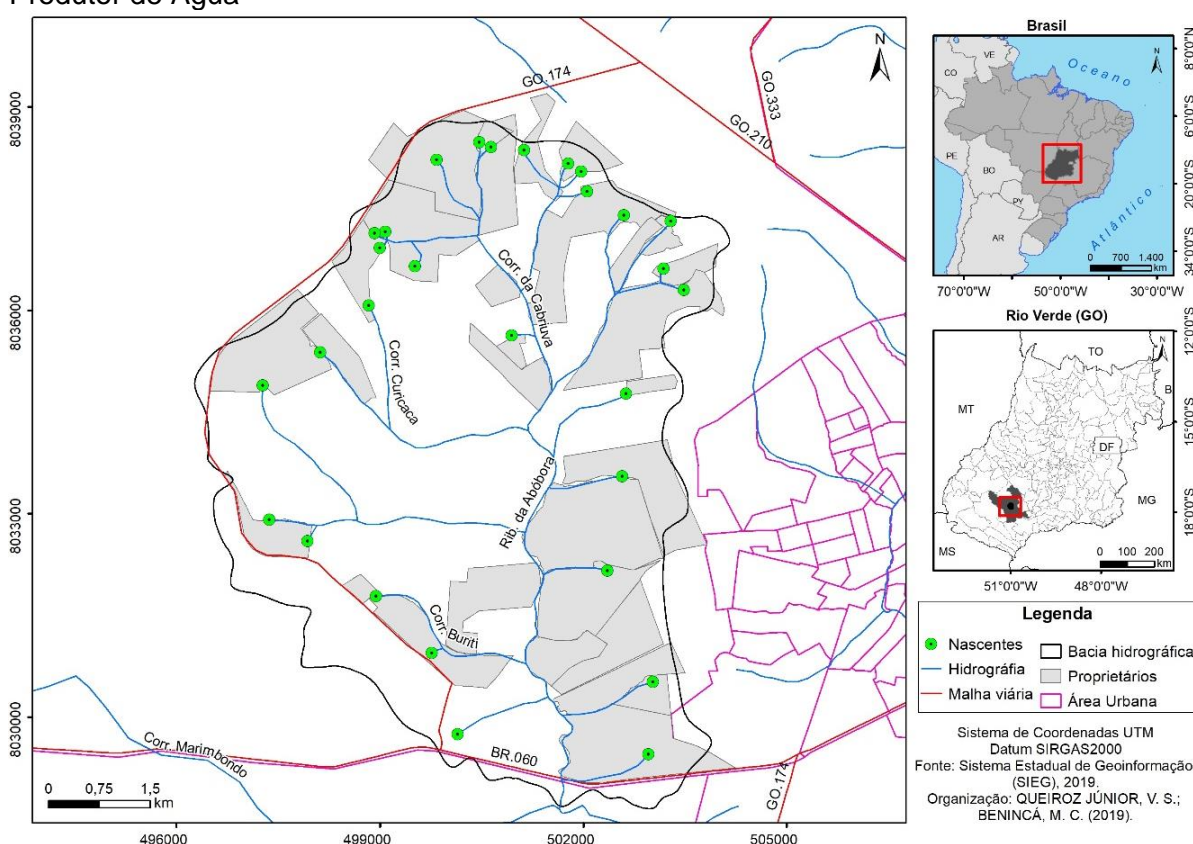 Produtor de Água
N
GO.174
GO.333
GO.210
8039000
8036000
8033000
8030000
Corr. da Cabriúva
Corr. Curicaca
Rib. da Abóbora
Corr. Buriti
Corr. Marimbondo
BR.060
GO.174
0 0,75 1,5
km
496000 499000 502000 505000
Brasil
N
VE
CO
PE
BO
PY
AR
Oceano
Atlântico
0 700 1.400
km
8°0'0"N
6°0'0"S
20°0'0"S
34°0'0"S
70°0'0"W 50°0'0"W 30°0'0"W
Rio Verde (GO)
N
TO
MT
B
DF
MG
MS
0 100 200
km
12°0'0"S
15°0'0"S
18°0'0"S
51°0'0"W 48°0'0"W
Legenda
Nascentes
Hidrográfia
Malha viária
Bacia hidrográfica
Proprietários
Área Urbana
Sistema de Coordenadas UTM
Datum SIRGAS2000
Fonte: Sistema Estadual de Geoinformação
(SIEG), 2019.
Organização: QUEIROZ JÚNIOR, V. S.;
BENINCÁ, M. C. (2019).